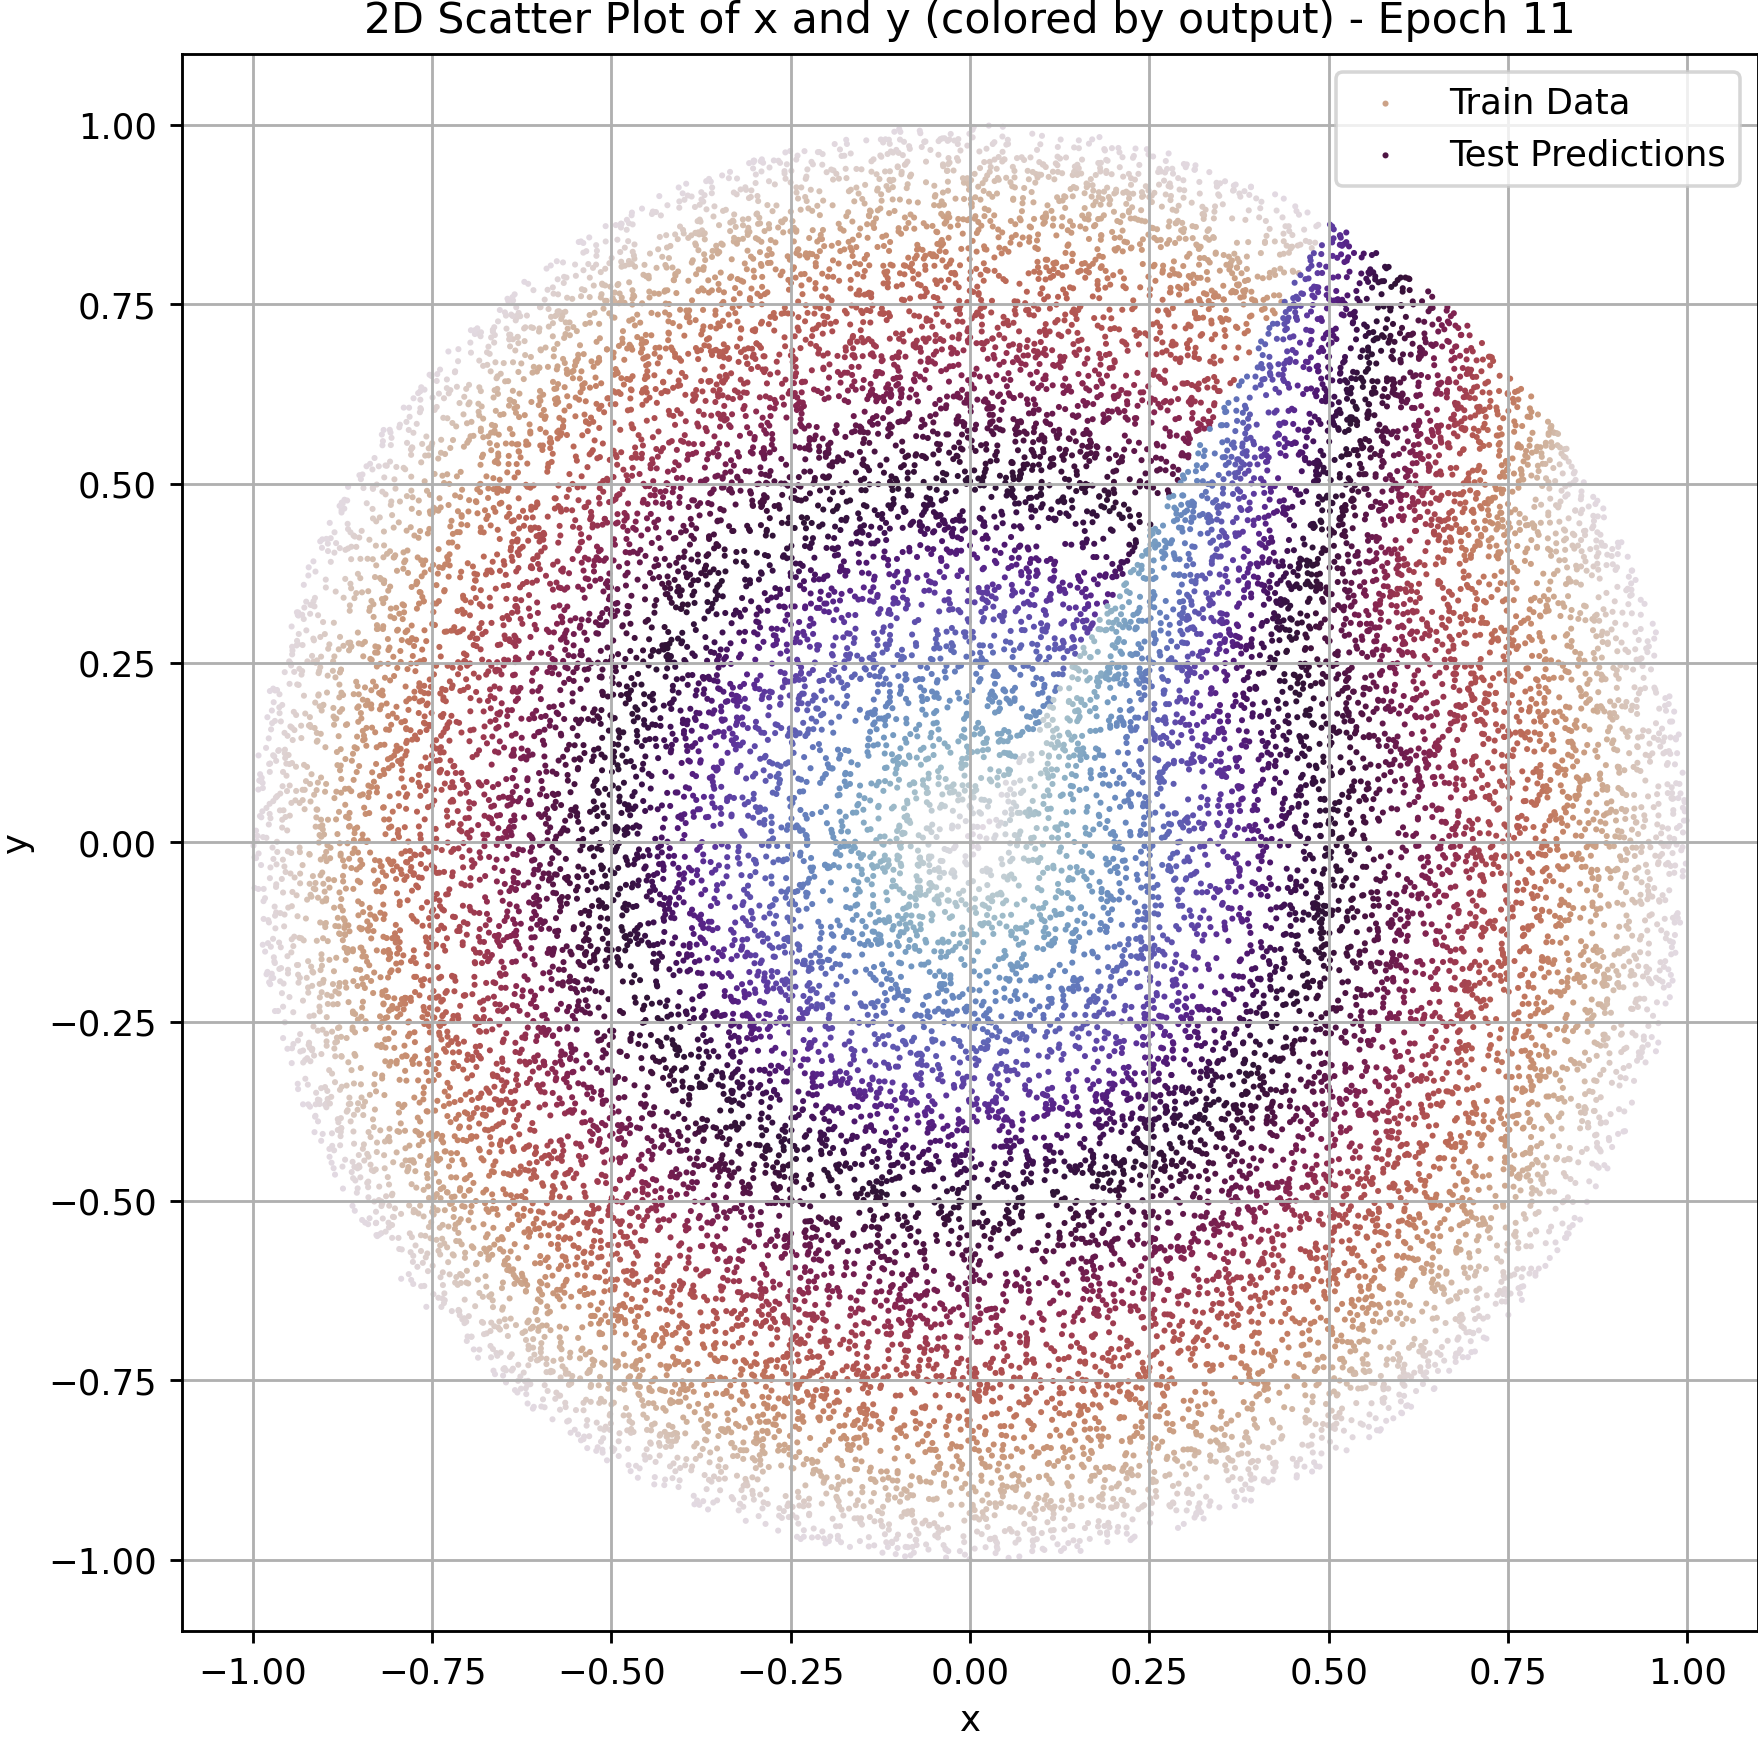 2D Scatter Plot of x and y (colored by output) - Epoch 11
Train Data
Test Predictions
1.00
0.75
0.50
0.25
0.00
−0.25
−0.50
−0.75
−1.00
y
−1.00 −0.75 −0.50 −0.25 0.00 0.25 0.50 0.75 1.00
x